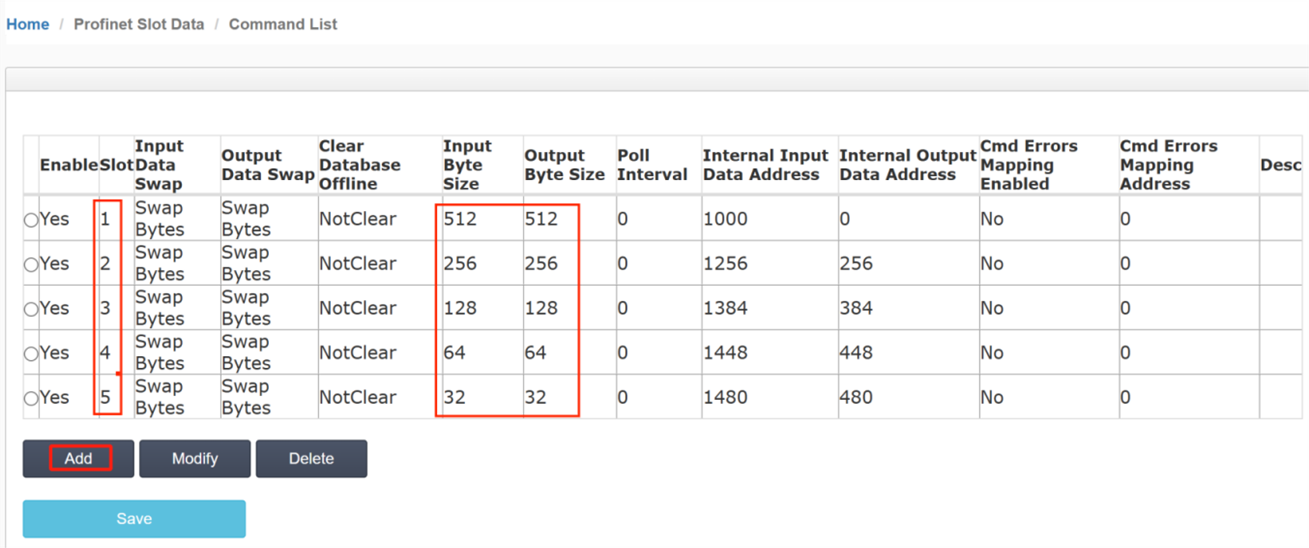 Home / Profinet Slot Data / Command List
Enable Slot Input Data Swap Output Data Swap Clear Database Offline Input Byte Size Output Byte Size Poll Interval Internal Input Data Address Internal Output Data Address Cmd Errors Mapping Enabled Cmd Errors Mapping Address Desc
Yes 1 Swap Bytes Swap Bytes NotClear 512 512 0 1000 0 No 0
Yes 2 Swap Bytes Swap Bytes NotClear 256 256 0 1256 256 No 0
Yes 3 Swap Bytes Swap Bytes NotClear 128 128 0 1384 384 No 0
Yes 4 Swap Bytes Swap Bytes NotClear 64 64 0 1448 448 No 0
Yes 5 Swap Bytes Swap Bytes NotClear 32 32 0 1480 480 No 0
Add Modify Delete
Save